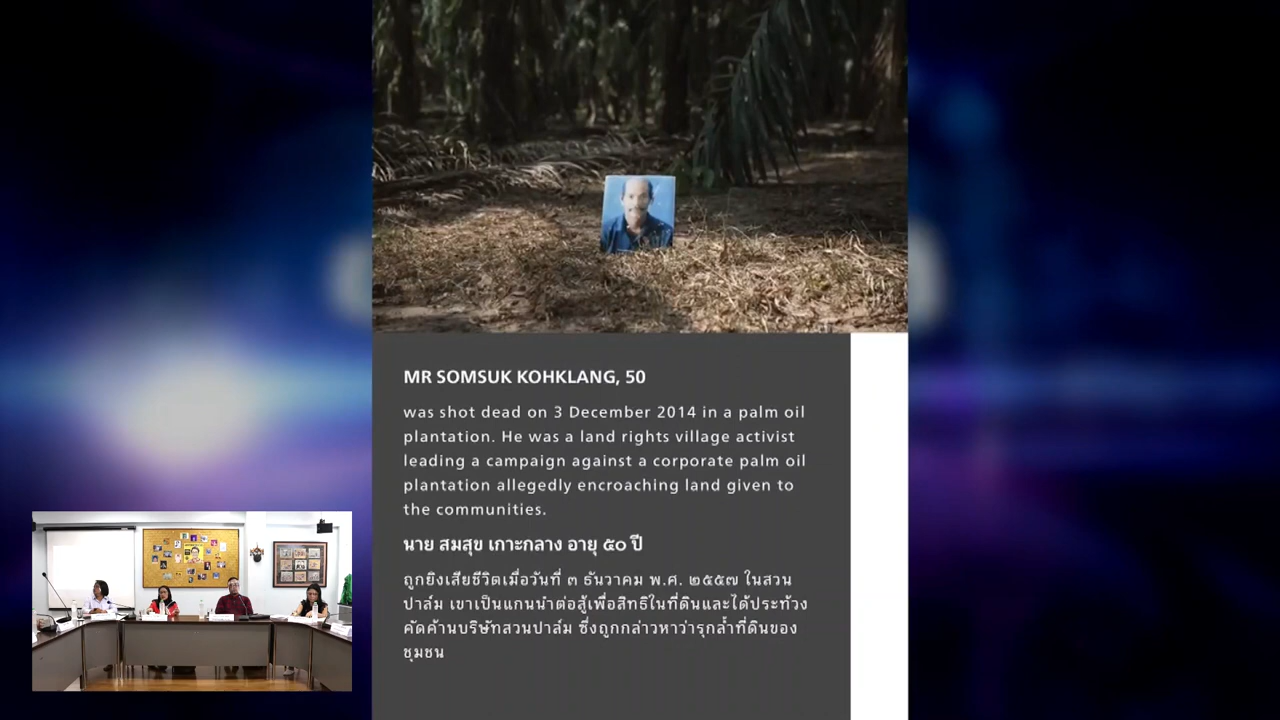 MR SOMSUK KOHKLANG, 50
was shot dead on 3 December 2014 in a palm oil
plantation. He was a land rights village activist
leading a campaign against a corporate palm oil
plantation allegedly encroaching land given to
the communities.
นาย สมสุข เกาะกลาง อายุ ๕๐ ปี
ถูกยิงเสียชีวิตเมื่อวันที่ ๓ ธันวาคม พ.ศ. ๒๕๕๗ ในสวน
ปาล์ม เขาเป็นแกนนำต่อสู้เพื่อสิทธิในที่ดินและได้ประท้วง
คัดค้านบริษัทสวนปาล์ม ซึ่งถูกกล่าวหาว่ารุกล้ำที่ดินของ
ชุมชน